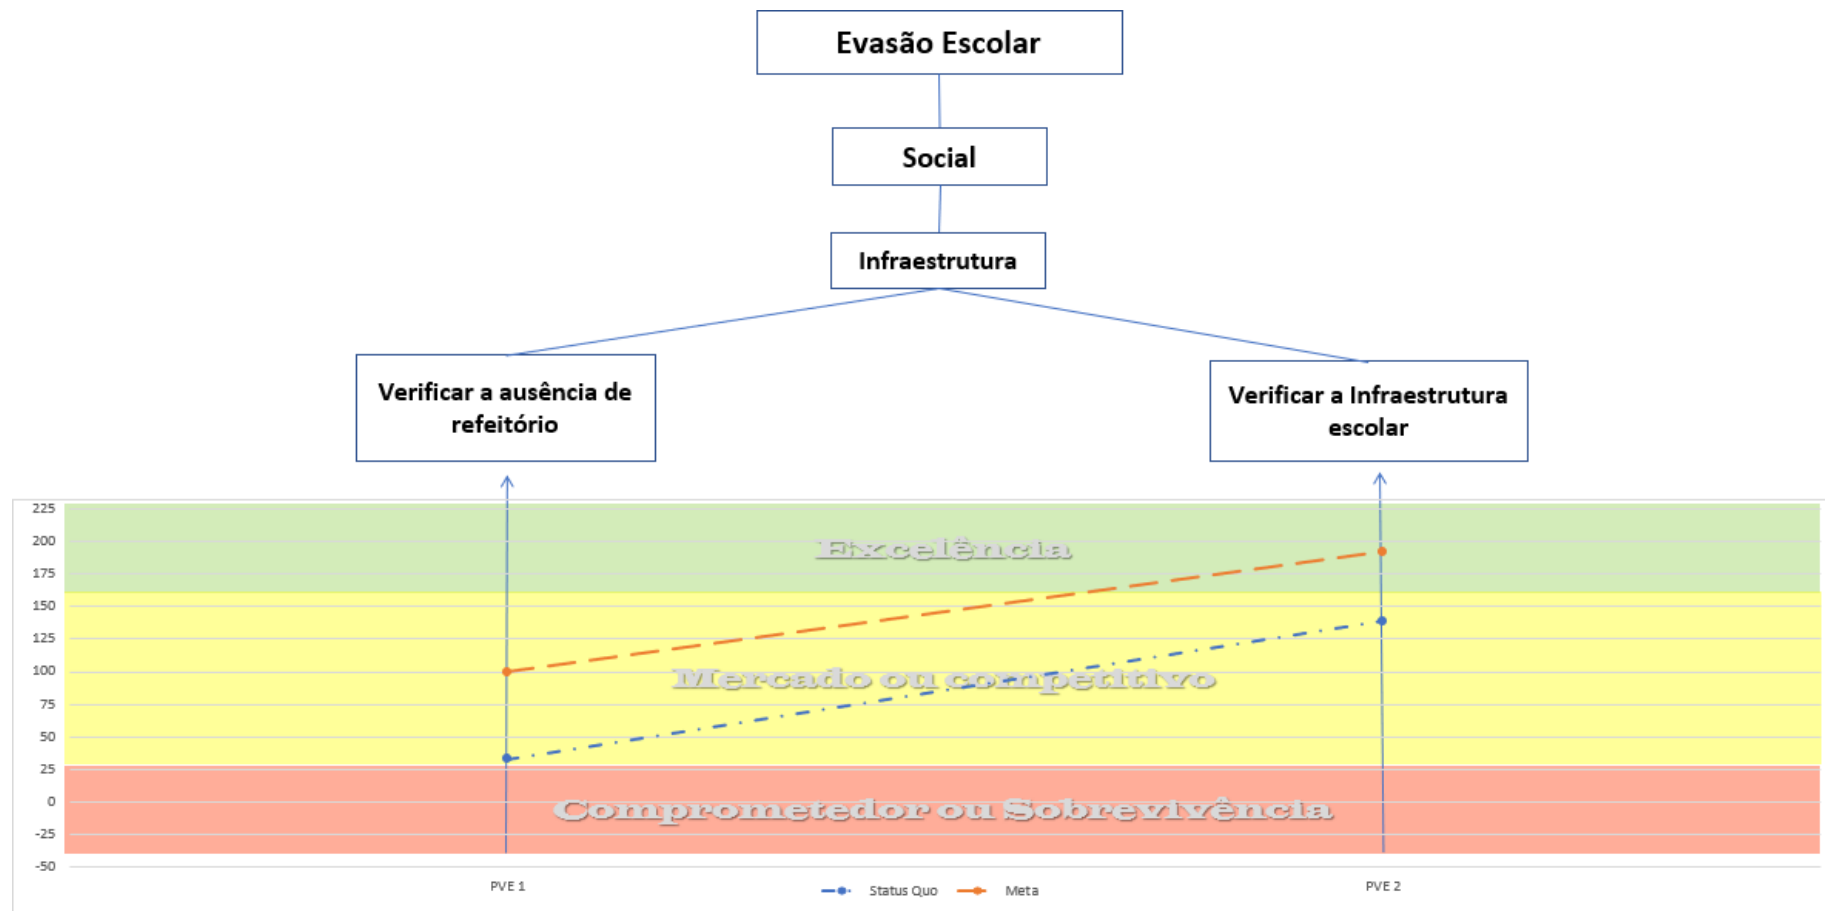 Evasão Escolar
Social
Infraestrutura
Verificar a ausência de
refeitório
Verificar a Infraestrutura
escolar
225
200
175
150
125
100
75
50
25
0
-25
-50
Excelência
Mercado ou competitivo
Comprometedor ou Sobrevivência
PVE 1
PVE 2
Status Quo
Meta